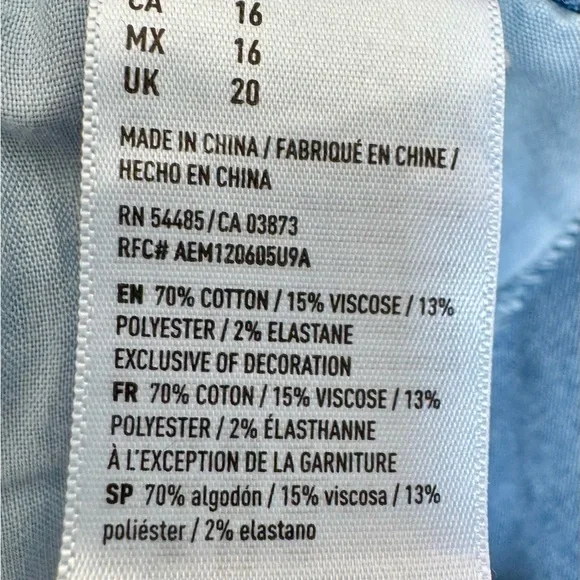 CA 16
MX 16
UK 20
MADE IN CHINA / FABRIQUÉ EN CHINE /
HECHO EN CHINA
RN 54485/CA 03873
RFC# AEM120605U9A
EN 70% COTTON / 15% VISCOSE / 13%
POLYESTER / 2% ELASTANE
EXCLUSIVE OF DECORATION
FR 70% COTON / 15% VISCOSE / 13%
POLYESTER / 2% ÉLASTHANNE
À L'EXCEPTION DE LA GARNITURE
SP 70% algodón / 15% viscosa / 13%
poliéster / 2% elastano